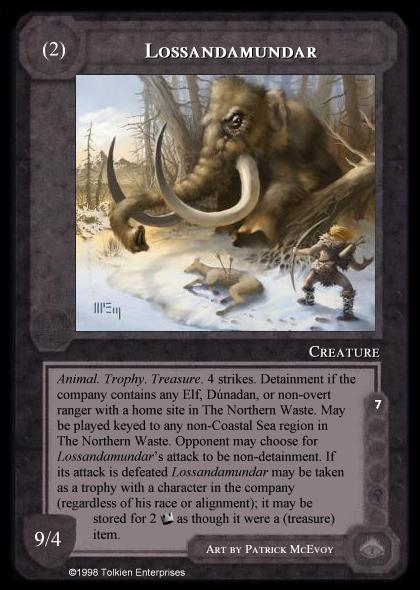 (2)
LOSSANDAMUNDAR
CREATURE
Animal. Trophy. Treasure. 4 strikes. Detainment if the
company contains any Elf, Dúnadan, or non-overt
ranger with a home site in The Northern Waste. May
be played keyed to any non-Coastal Sea region in
The Northern Waste. Opponent may choose for
Lossandamundar's attack to be non-detainment. If
its attack is defeated Lossandamundar may be taken
as a trophy with a character in the company
(regardless of his race or alignment); it may be
stored for 2 as though it were a (treasure)
item.
7
9/4
ART BY PATRICK MCEVOY
©1998 Tolkien Enterprises